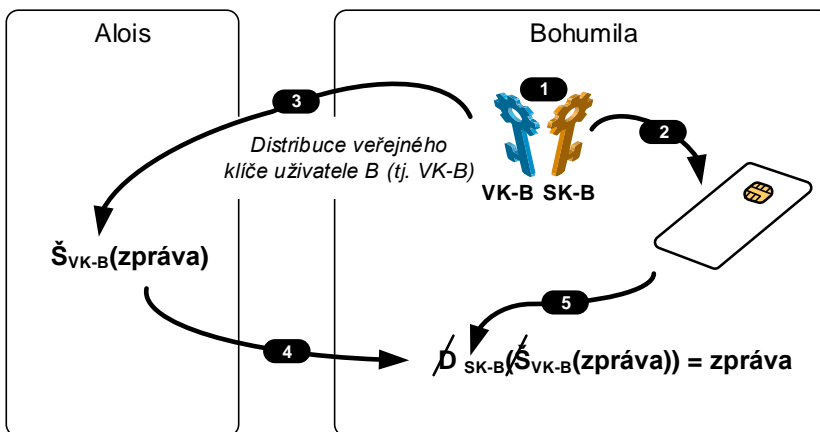 Alois
Bohumila
1
3
2
Distribuce veřejného
klíče uživatele B (tj. VK-B)
VK-B SK-B
ŠVK-B(zpráva)
5
4
D SK-B(ŠVK-B(zpráva)) = zpráva